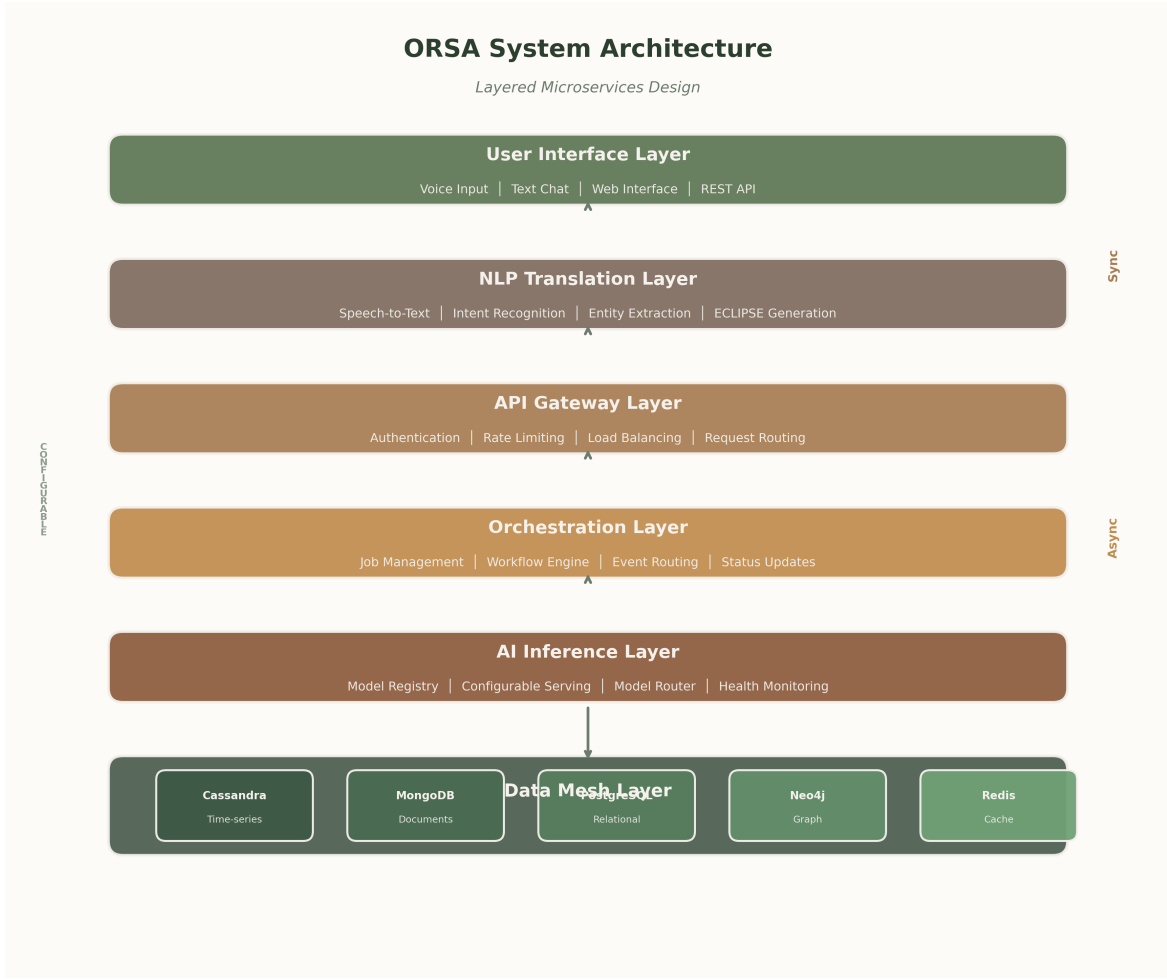 ORSA System Architecture
Layered Microservices Design
User Interface Layer
Voice Input │ Text Chat │ Web Interface │ REST API
Sync
NLP Translation Layer
Speech-to-Text │ Intent Recognition │ Entity Extraction │ ECLIPSE Generation
API Gateway Layer
Authentication │ Rate Limiting │ Load Balancing │ Request Routing
CONFIGURABLE
Orchestration Layer
Job Management │ Workflow Engine │ Event Routing │ Status Updates
Async
AI Inference Layer
Model Registry │ Configurable Serving │ Model Router │ Health Monitoring
Data Mesh Layer
Cassandra MongoDB PostgreSQL Neo4j Redis
Time-series Documents Relational Graph Cache